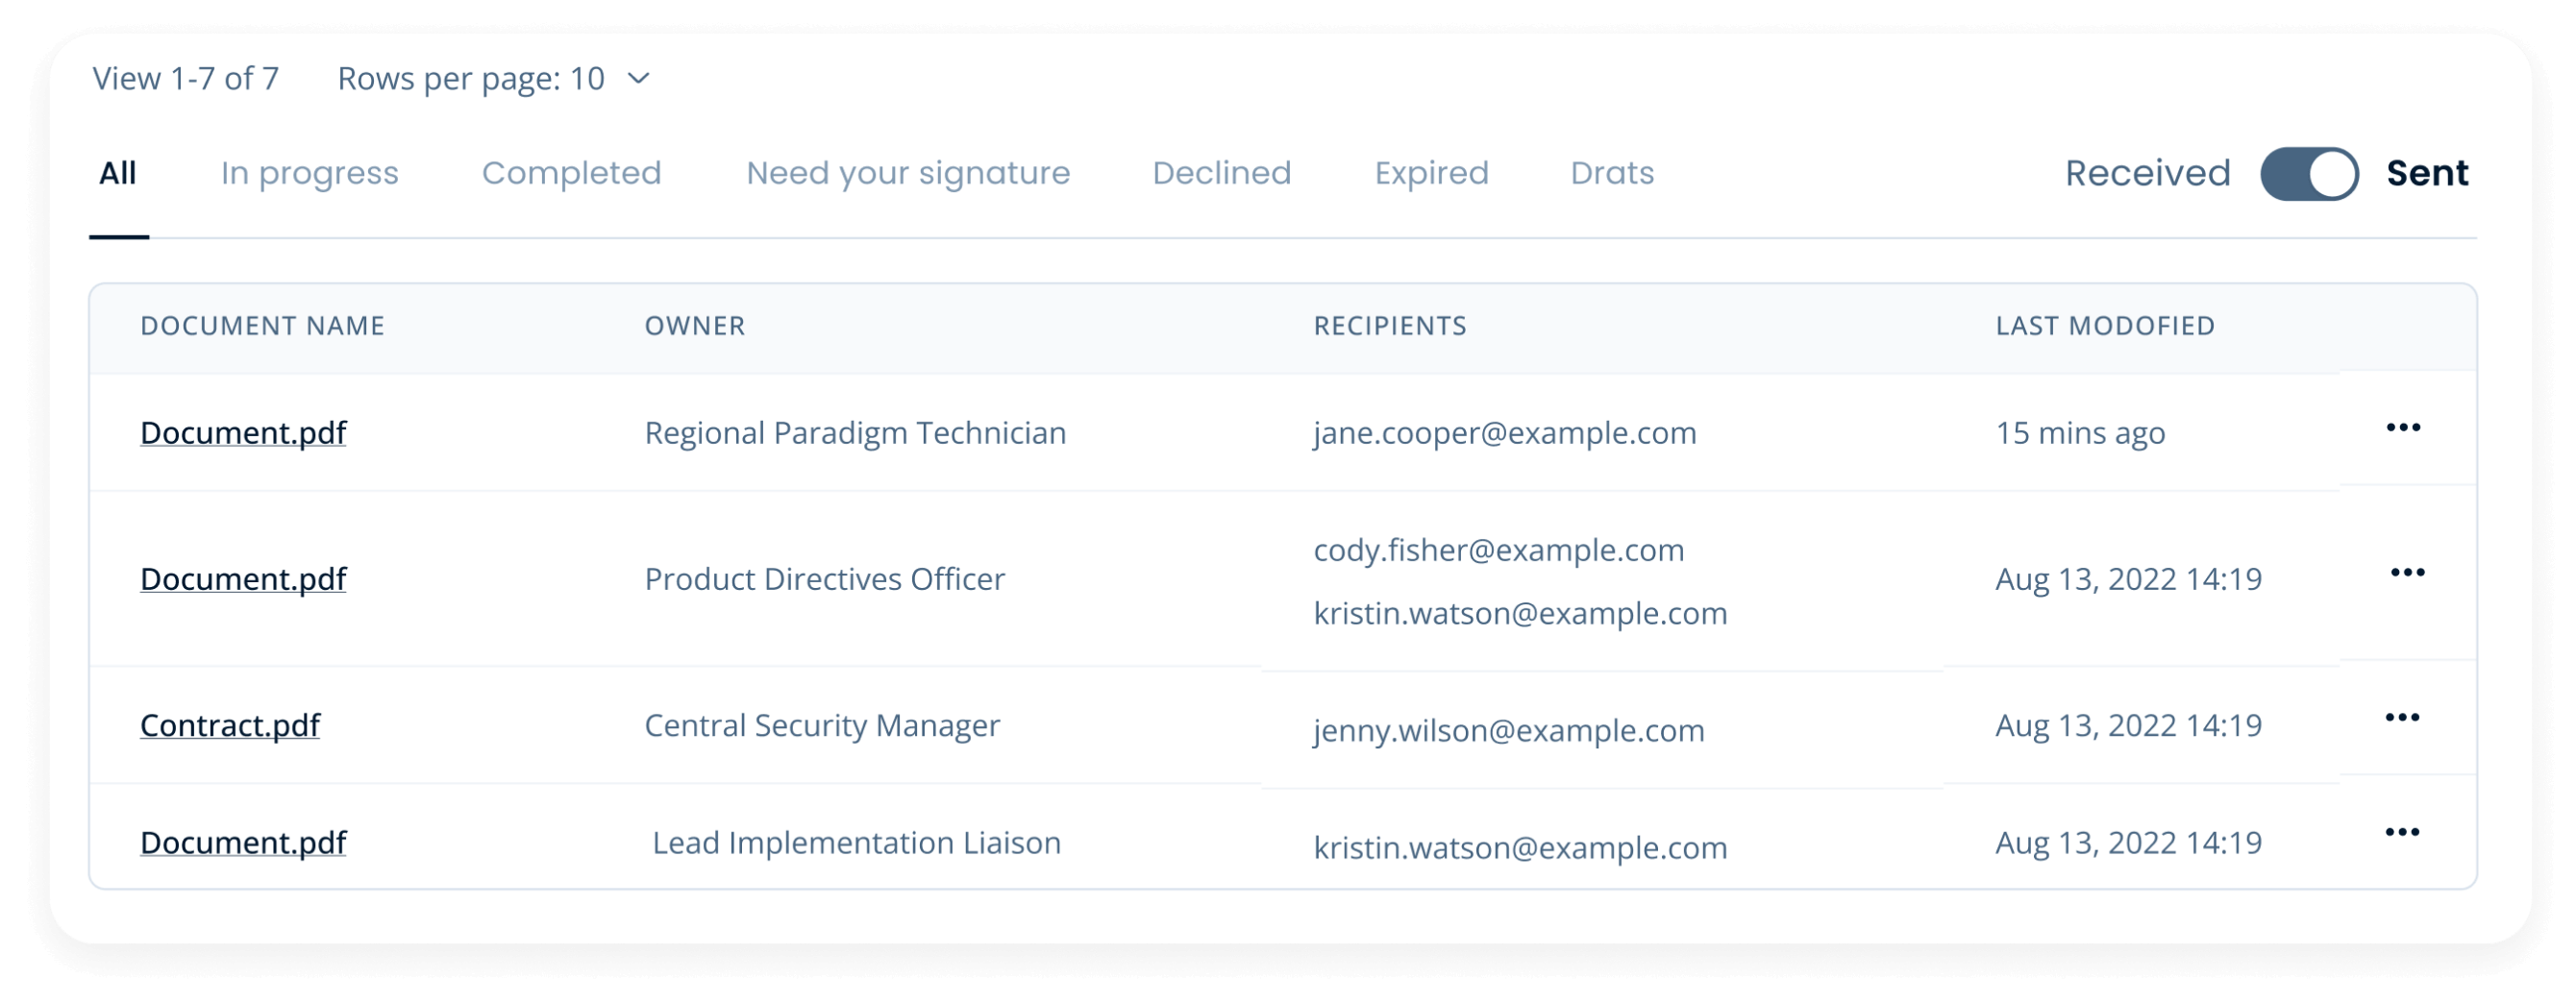 View 1-7 of 7 Rows per page: 10
All In progress Completed Need your signature Declined Expired Drats Received Sent
DOCUMENT NAME OWNER RECIPIENTS LAST MODOFIED
Document.pdf Regional Paradigm Technician jane.cooper@example.com 15 mins ago •••
Document.pdf Product Directives Officer cody.fisher@example.com Aug 13, 2022 14:19 •••
kristin.watson@example.com
Contract.pdf Central Security Manager jenny.wilson@example.com Aug 13, 2022 14:19 •••
Document.pdf Lead Implementation Liaison kristin.watson@example.com Aug 13, 2022 14:19 •••